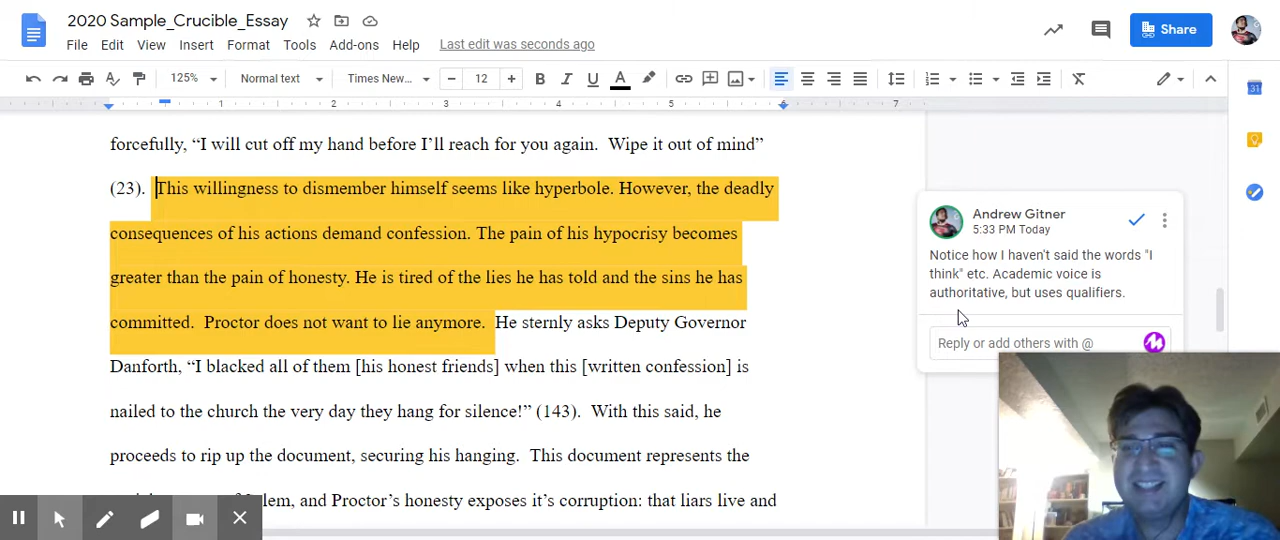 2020 Sample_Crucible_Essay
File Edit View Insert Format Tools Add-ons Help Last edit was seconds ago
Share
125% Normal text Times New... 12 B I U A
1 2 3 4 5 6 7
31
forcefully, “I will cut off my hand before I’ll reach for you again. Wipe it out of mind”
(23). This willingness to dismember himself seems like hyperbole. However, the deadly
consequences of his actions demand confession. The pain of his hypocrisy becomes
greater than the pain of honesty. He is tired of the lies he has told and the sins he has
committed. Proctor does not want to lie anymore. He sternly asks Deputy Governor
Danforth, “I blacked all of them [his honest friends] when this [written confession] is
nailed to the church the very day they hang for silence!” (143). With this said, he
proceeds to rip up the document, securing his hanging. This document represents the
and Proctor’s honesty exposes it’s corruption: that liars live and
Andrew Gitner
5:33 PM Today
Notice how I haven't said the words "I
think" etc. Academic voice is
authoritative, but uses qualifiers.
Reply or add others with @